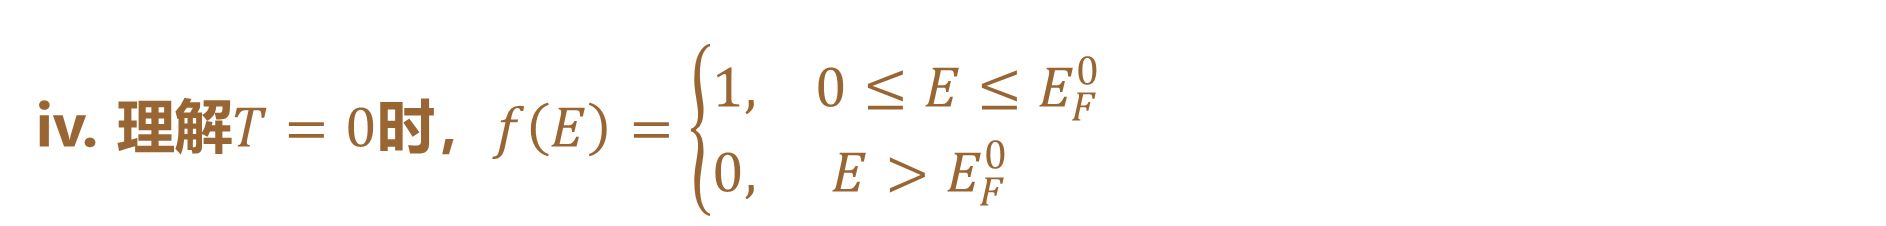 iv. 理解T = 0时，f(E) = {1, 0 ≤ E ≤ E_F^0
0, E > E_F^0